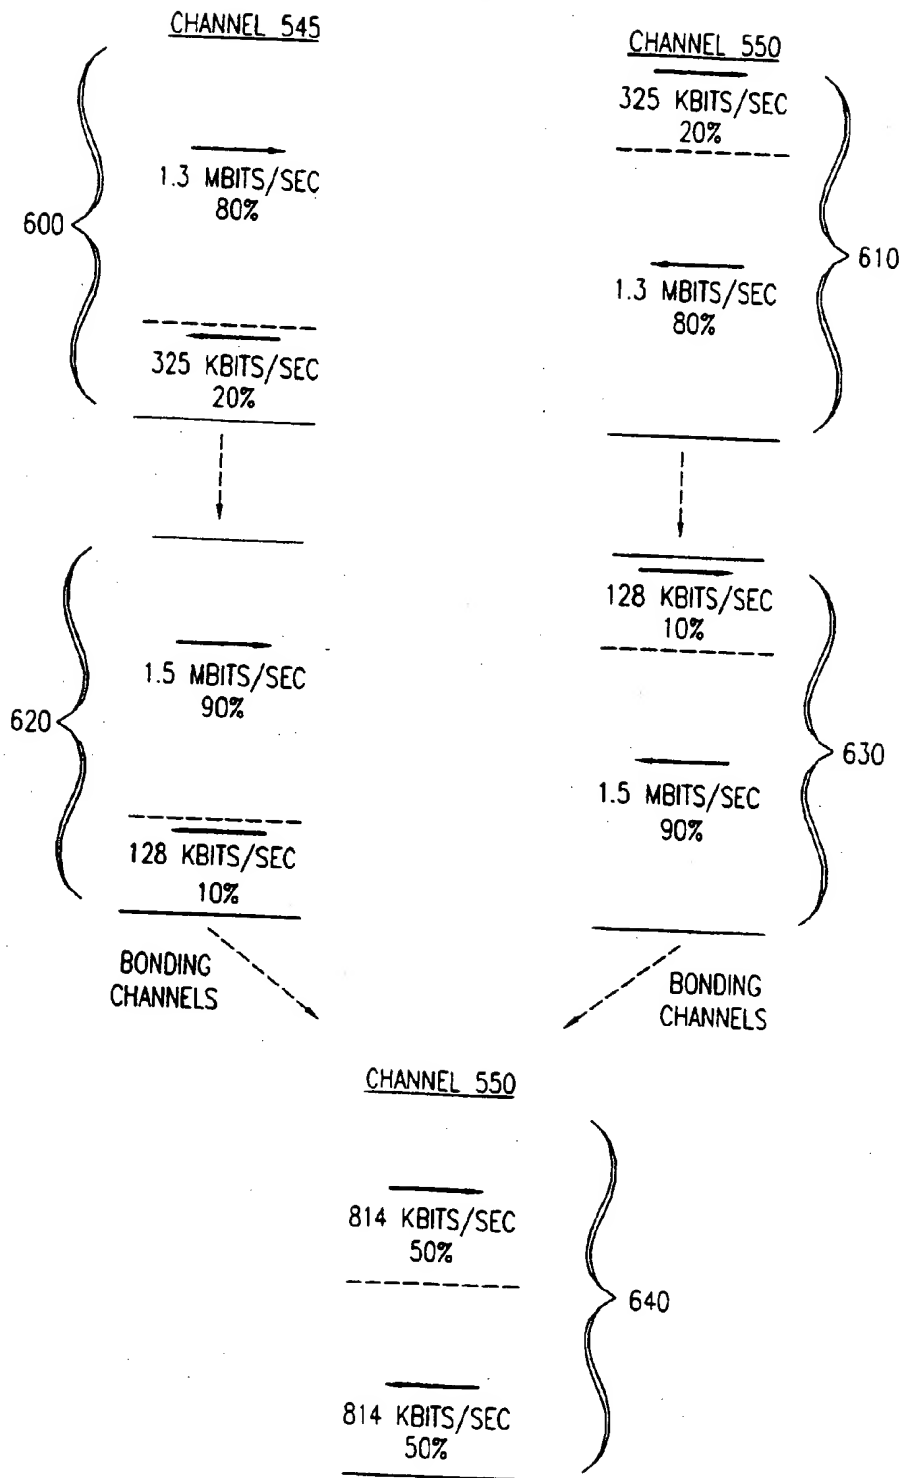 CHANNEL 545
1.3 MBITS/SEC
80%
600
325 KBITS/SEC
20%
CHANNEL 550
325 KBITS/SEC
20%
1.3 MBITS/SEC
80%
610
1.5 MBITS/SEC
90%
620
128 KBITS/SEC
10%
128 KBITS/SEC
10%
1.5 MBITS/SEC
90%
630
BONDING
CHANNELS
BONDING
CHANNELS
CHANNEL 550
814 KBITS/SEC
50%
640
814 KBITS/SEC
50%